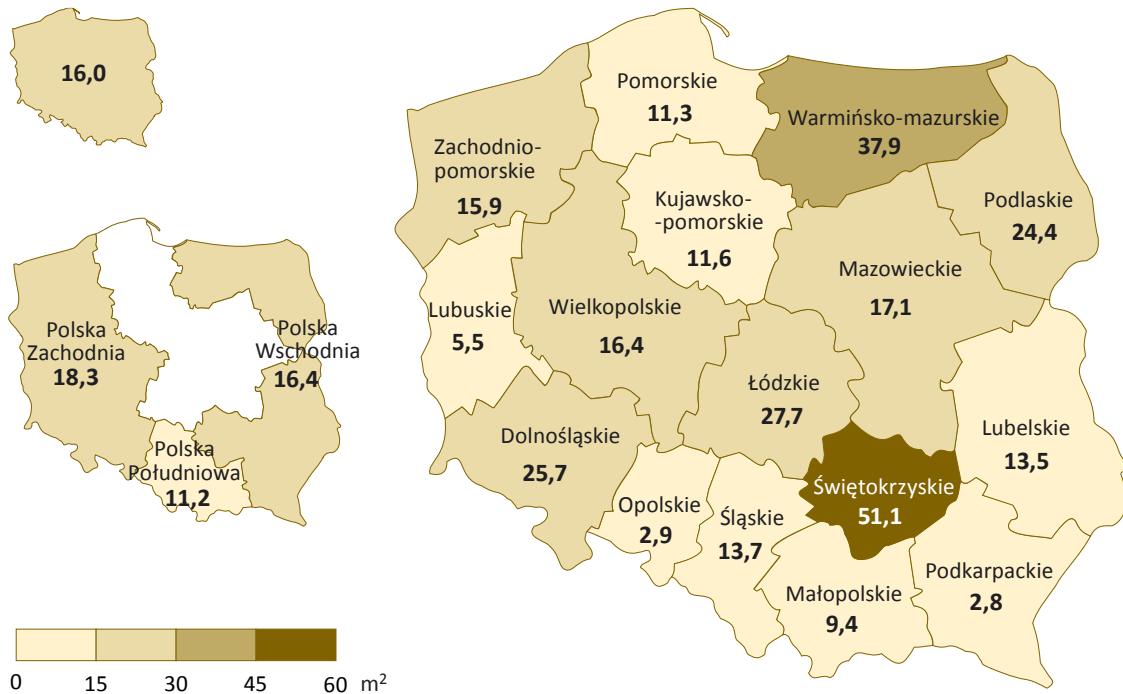 16,0
Polska
Zachodnia
18,3
Polska
Wschodnia
16,4
Polska
Południowa
11,2
0 15 30 45 60 m²
Pomorskie
11,3
Warmińsko-mazurskie
37,9
Zachodnio-
pomorskie
15,9
Kujawsko-
-pomorskie
11,6
Podlaskie
24,4
Mazowieckie
17,1
Lubuskie
5,5
Wielkopolskie
16,4
Łódzkie
27,7
Lubelskie
13,5
Dolnośląskie
25,7
Świętokrzyskie
51,1
Opolskie
2,9
Śląskie
13,7
Podkarpackie
2,8
Małopolskie
9,4